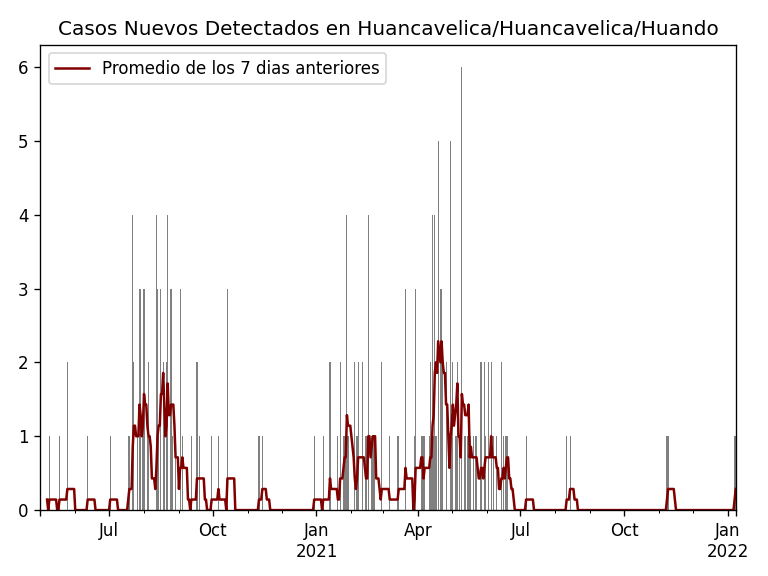 Casos Nuevos Detectados en Huancavelica/Huancavelica/Huando
Promedio de los 7 dias anteriores
6
5
4
3
2
1
0
Jul
Oct
Jan
2021
Apr
Jul
Oct
Jan
2022